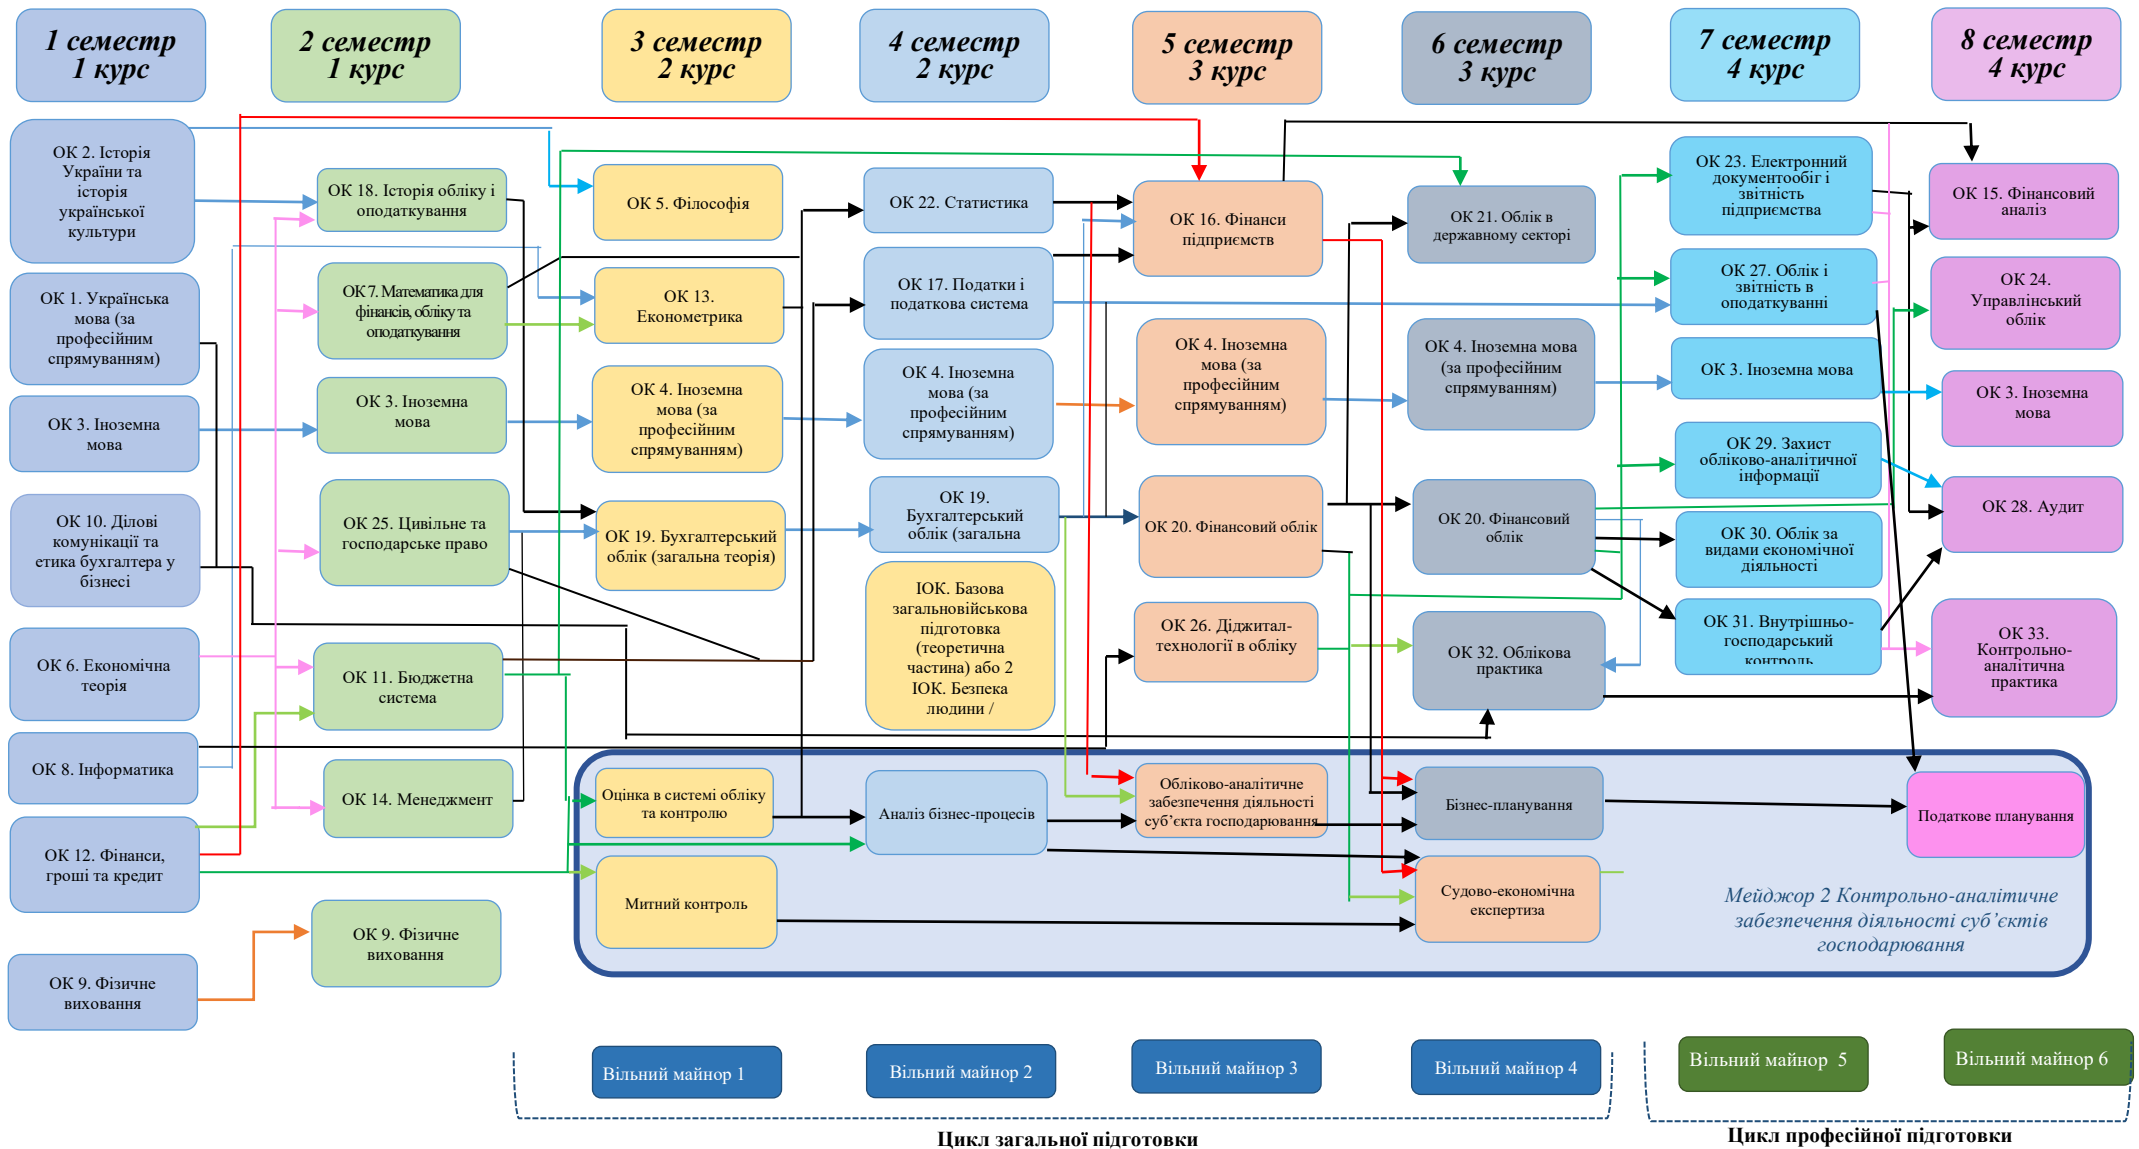 1 семестр
1 курс
2 семестр
1 курс
3 семестр
2 курс
4 семестр
2 курс
5 семестр
3 курс
6 семестр
3 курс
7 семестр
4 курс
8 семестр
4 курс
ОК 2. Історія
України та
історія
української
культури
ОК 1. Українська
мова (за
професійним
спрямуванням)
ОК 3. Іноземна
мова
ОК 10. Ділові
комунікації та
етика бухгалтера у
бізнесі
ОК 6. Економічна
теорія
ОК 8. Інформатика
ОК 12. Фінанси,
гроші та кредит
ОК 9. Фізичне
виховання
ОК 18. Історія обліку і
оподаткування
ОК 7. Математика для
фінансів, обліку та
оподаткування
ОК 3. Іноземна
мова
ОК 25. Цивільне та
господарське право
ОК 11. Бюджетна
система
ОК 14. Менеджмент
ОК 9. Фізичне
виховання
ОК 5. Філософія
ОК 13.
Економетрика
ОК 4. Іноземна
мова (за
професійним
спрямуванням)
ОК 19. Бухгалтерський
облік (загальна теорія)
Оцінка в системі обліку
та контролю
Митний контроль
ОК 22. Статистика
ОК 17. Податки і
податкова система
ОК 4. Іноземна
мова (за
професійним
спрямуванням)
ОК 19.
Бухгалтерський
облік (загальна
ІОК. Базова
загальновійськова
підготовка
(теоретична
частина) або 2
ІОК. Безпека
людини /
Аналіз бізнес-процесів
ОК 16. Фінанси
підприємств
ОК 4. Іноземна
мова (за
професійним
спрямуванням)
ОК 20. Фінансовий облік
ОК 26. Діджитал-
технології в обліку
Обліково-аналітичне
забезпечення діяльності
суб’єкта господарювання
ОК 21. Облік в
державному секторі
ОК 4. Іноземна мова
(за професійним
спрямуванням)
ОК 20. Фінансовий
облік
ОК 32. Облікова
практика
Бізнес-планування
Судово-економічна
експертиза
ОК 23. Електронний
документообіг і
звітність
підприємства
ОК 27. Облік і
звітність в
оподаткуванні
ОК 3. Іноземна мова
ОК 29. Захист
обліково-аналітичної
інформації
ОК 30. Облік за
видами економічної
діяльності
ОК 31. Внутрішньо-
господарський
контроль
ОК 15. Фінансовий
аналіз
ОК 24.
Управлінський
облік
ОК 3. Іноземна
мова
ОК 28. Аудит
ОК 33.
Контрольно-
аналітична
практика
Податкове планування
Мейджор 2 Контрольно-аналітичне
забезпечення діяльності суб’єктів
господарювання
Вільний майнор 1
Вільний майнор 2
Вільний майнор 3
Вільний майнор 4
Вільний майнор 5
Вільний майнор 6
Цикл загальної підготовки
Цикл професійної підготовки